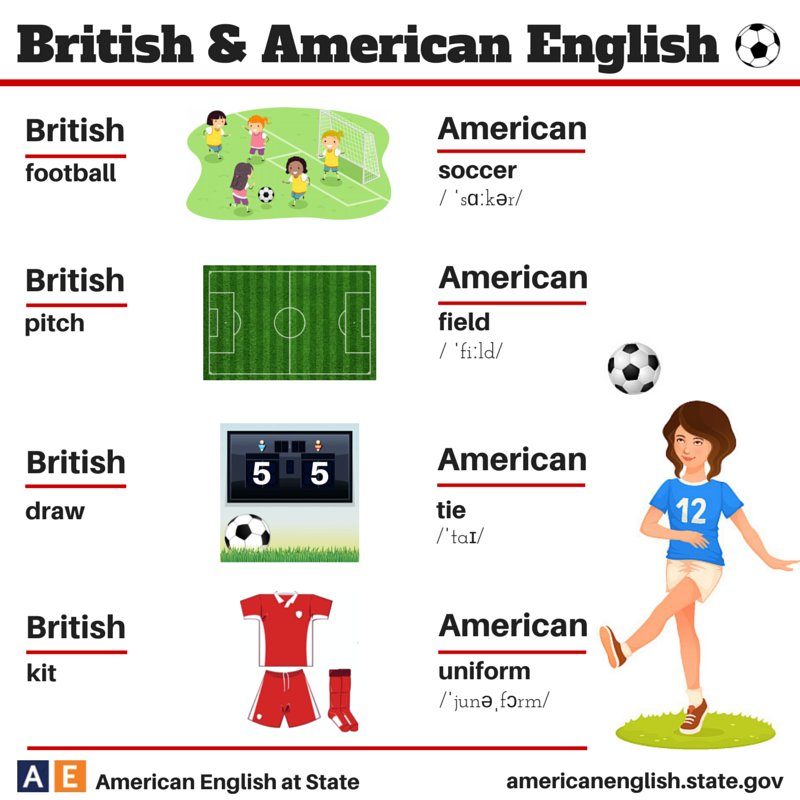 British & American English
British
football
American
soccer
/ ˈsɑːkər/
British
pitch
American
field
/ ˈfiːld/
British
draw
5 5
American
tie
/ˈtaɪ/
12
British
kit
American
uniform
/ˈjunəˌfɔrm/
A E American English at State
americanenglish.state.gov